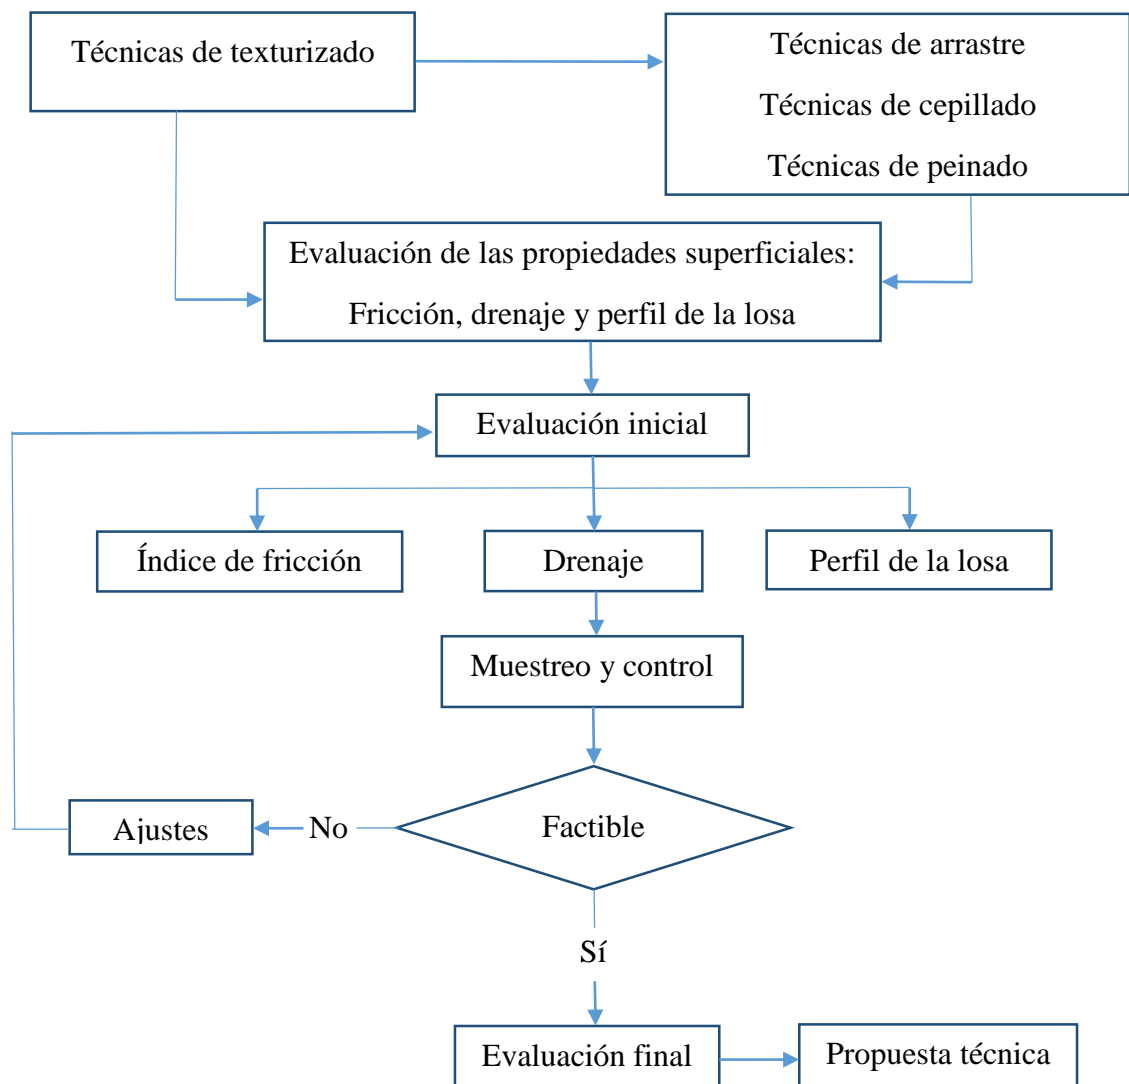 Técnicas de texturizado
Técnicas de arrastre
Técnicas de cepillado
Técnicas de peinado
Evaluación de las propiedades superficiales:
Fricción, drenaje y perfil de la losa
Evaluación inicial
Índice de fricción
Drenaje
Perfil de la losa
Muestreo y control
Factible
No
Ajustes
Sí
Evaluación final
Propuesta técnica